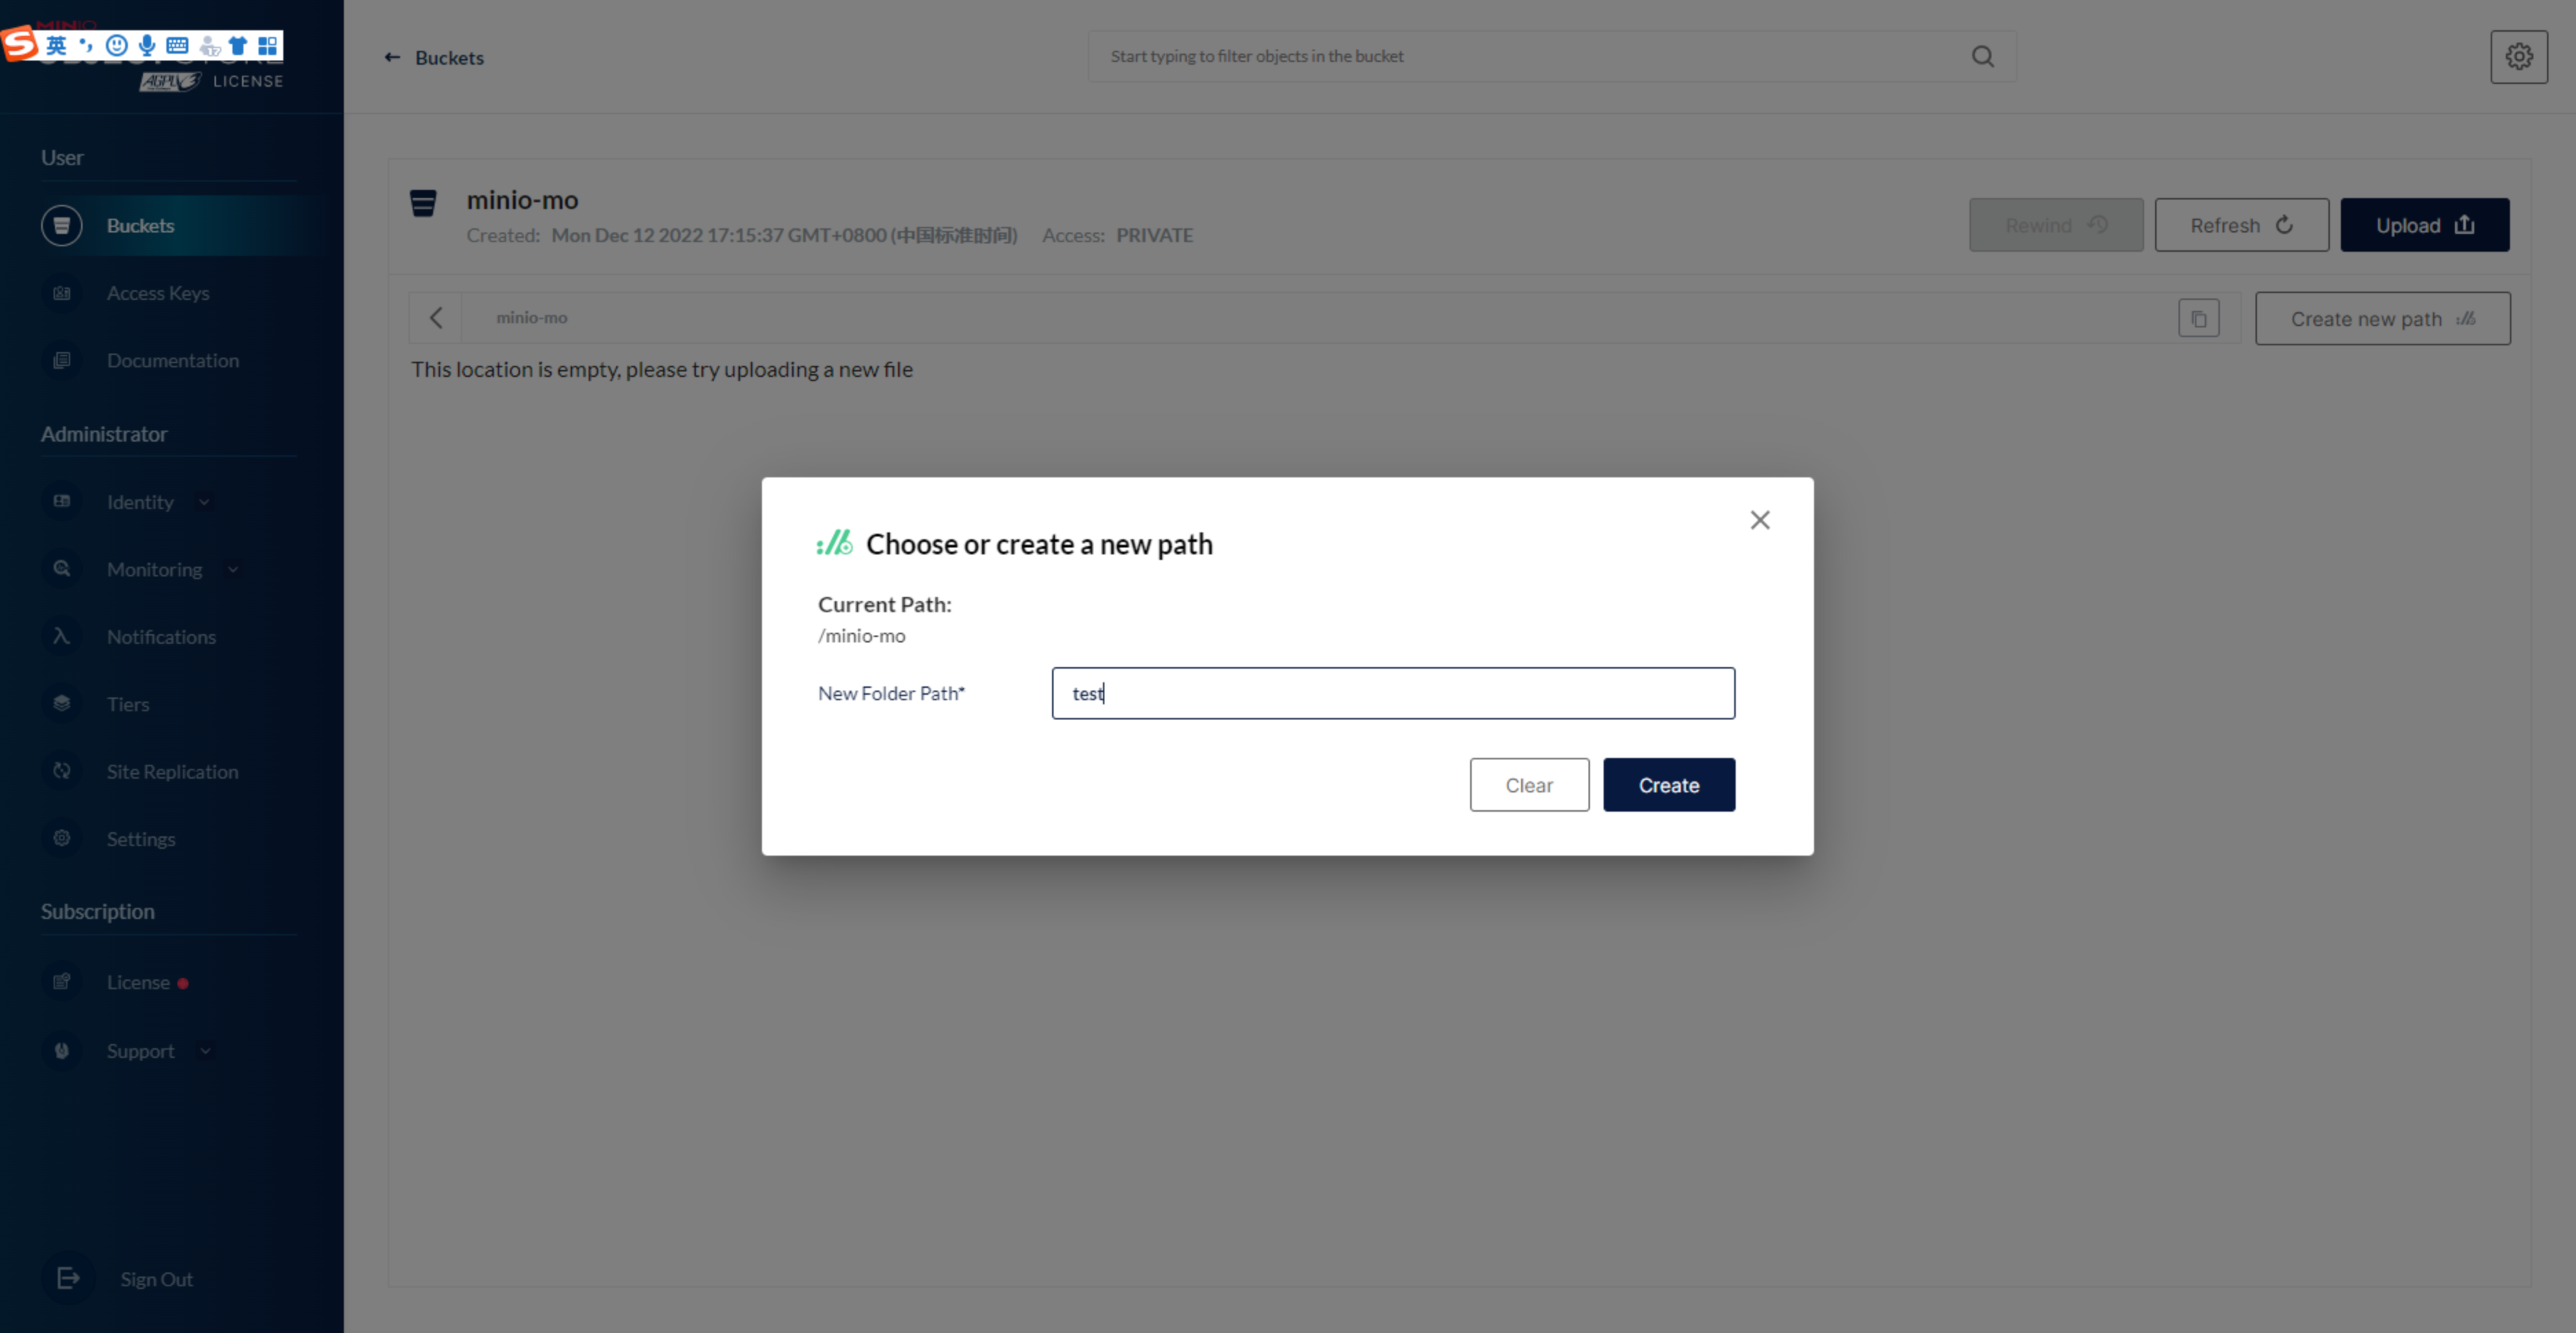 MINIO
英
AGPLv3 LICENSE
← Buckets
Start typing to filter objects in the bucket
User
Buckets
Access Keys
Documentation
Administrator
Identity
Monitoring
Notifications
Tiers
Site Replication
Settings
Subscription
License
Support
Sign Out
minio-mo
Created: Mon Dec 12 2022 17:15:37 GMT+0800 (中国标准时间) Access: PRIVATE
Rewind
Refresh
Upload
minio-mo
Create new path
This location is empty, please try uploading a new file
Choose or create a new path
Current Path:
/minio-mo
New Folder Path*
test
Clear
Create